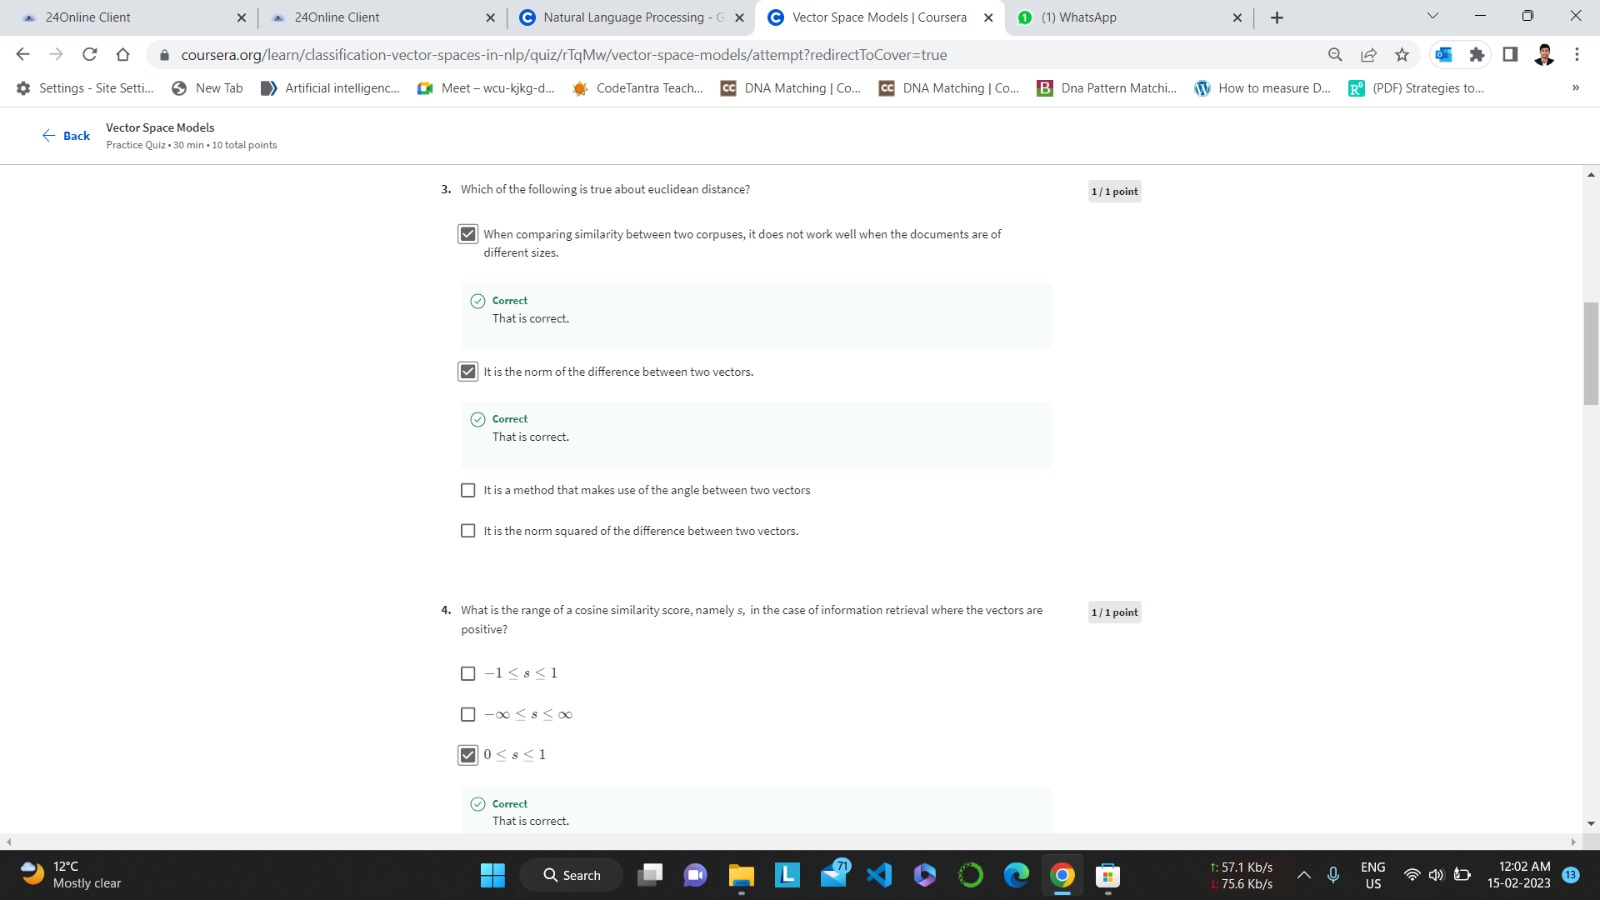 24Online Client
24Online Client
Natural Language Processing - G
Vector Space Models | Coursera
(1) WhatsApp
coursera.org/learn/classification-vector-spaces-in-nlp/quiz/rTqMw/vector-space-models/attempt?redirectToCover=true
Settings - Site Setti...
New Tab
Artificial intelligenc...
Meet – wcu-kjkg-d...
CodeTantra Teach...
CC DNA Matching | Co...
CC DNA Matching | Co...
B Dna Pattern Matchi...
How to measure D...
(PDF) Strategies to...
»
Back
Vector Space Models
Practice Quiz • 30 min • 10 total points
3. Which of the following is true about euclidean distance?
1 / 1 point
When comparing similarity between two corpuses, it does not work well when the documents are of
different sizes.
Correct
That is correct.
It is the norm of the difference between two vectors.
Correct
That is correct.
It is a method that makes use of the angle between two vectors
It is the norm squared of the difference between two vectors.
4. What is the range of a cosine similarity score, namely s, in the case of information retrieval where the vectors are
positive?
1 / 1 point
−1 ≤ s ≤ 1
−∞ ≤ s ≤ ∞
0 ≤ s ≤ 1
Correct
That is correct.
12°C
Mostly clear
Search
71
↑: 57.1 Kb/s
↓: 75.6 Kb/s
ENG
US
12:02 AM
15-02-2023
13